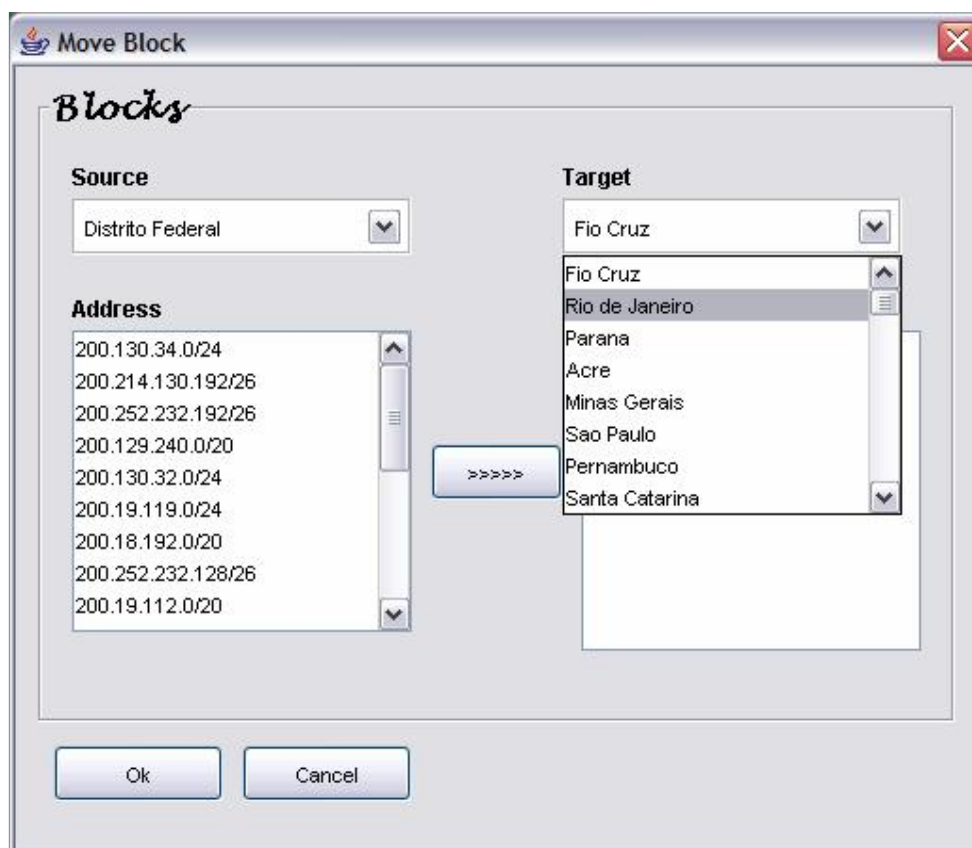 Move Block
Blocks
Source
Distrito Federal
Address
200.130.34.0/24
200.214.130.192/26
200.252.232.192/26
200.129.240.0/20
200.130.32.0/24
200.19.119.0/24
200.18.192.0/20
200.252.232.128/26
200.19.112.0/20
>>>>>
Target
Fio Cruz
Fio Cruz
Rio de Janeiro
Parana
Acre
Minas Gerais
Sao Paulo
Pernambuco
Santa Catarina
Ok
Cancel